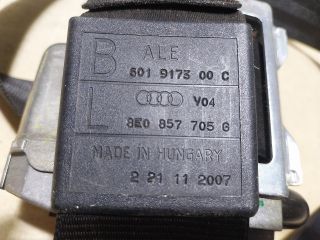 B ALE
601 9173 00 C
V04
L 8E0 857 705 G
MADE IN HUNGARY
2 21 11 2007